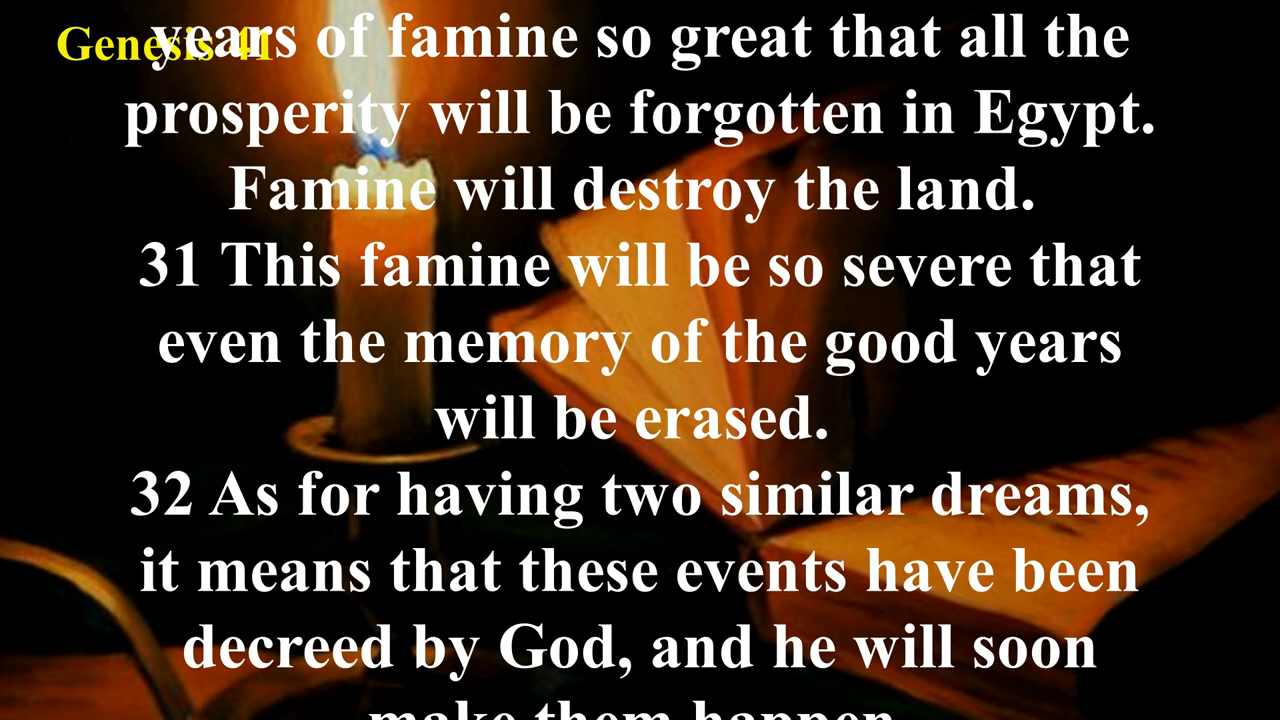 Genesis 41
years of famine so great that all the
prosperity will be forgotten in Egypt.
Famine will destroy the land.
31 This famine will be so severe that
even the memory of the good years
will be erased.
32 As for having two similar dreams,
it means that these events have been
decreed by God, and he will soon
make them happen.